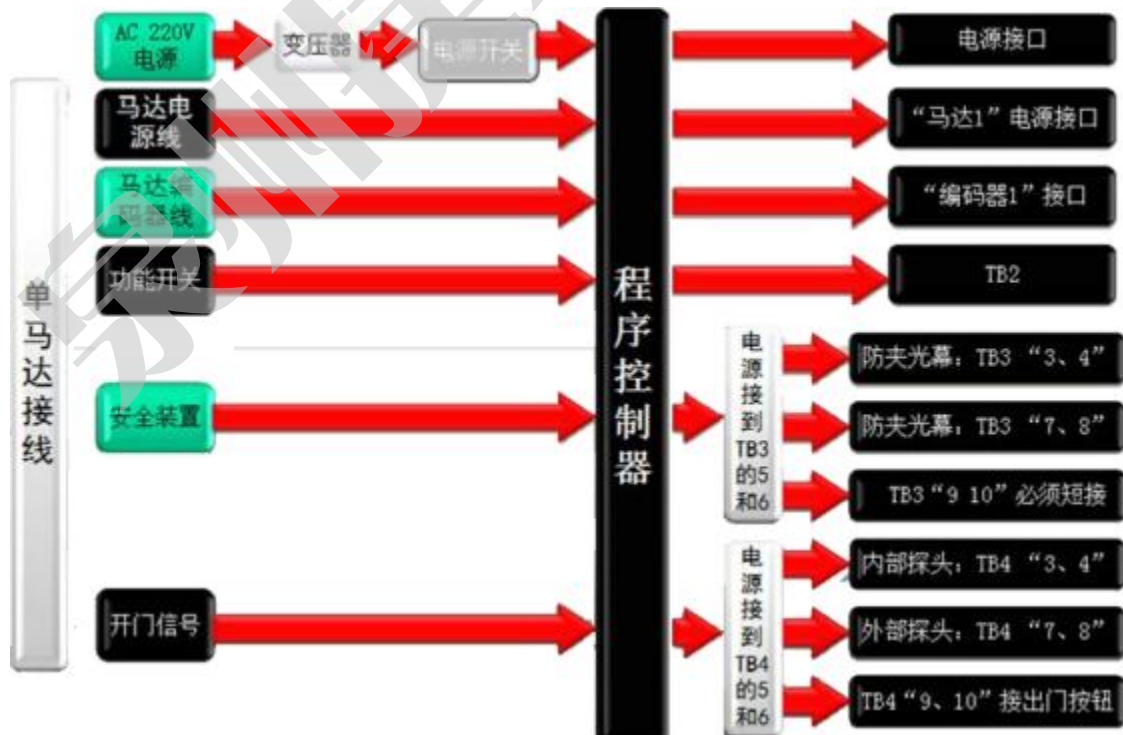 AC 220V
电源
变压器
电源开关
电源接口
马达电
源线
“马达1”电源接口
马达编
码器线
“编码器1”接口
功能开关
TB2
单
马
达
接
线
程
序
控
制
器
安全装置
电
源
接
到
TB3
的5
和6
防夹光幕：TB3 “3、4”
防夹光幕：TB3 “7、8”
TB3“9 10”必须短接
开门信号
电
源
接
到
TB4
的5
和6
内部探头：TB4 “3、4”
外部探头：TB4 “7、8”
TB4“9、10”接出门按钮
泉州